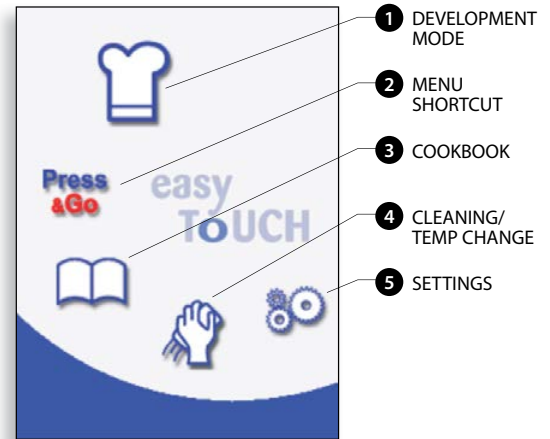 1 DEVELOPMENT
MODE
2 MENU
SHORTCUT
3 COOKBOOK
4 CLEANING/
TEMP CHANGE
5 SETTINGS
Press
&Go
easy
ToUCH